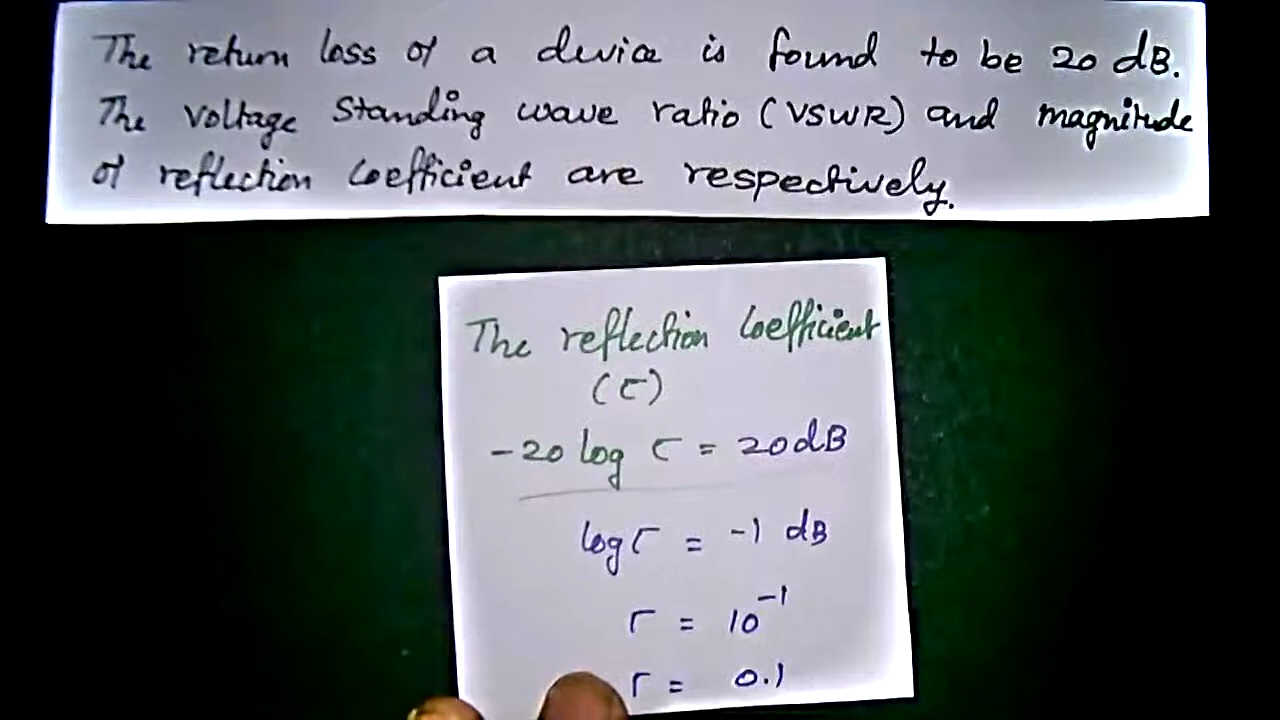 The return loss of a device is found to be 20 dB.
The voltage standing wave ratio (VSWR) and magnitude
of reflection coefficient are respectively.
The reflection coefficient
(Γ)
-20 log Γ = 20dB
log Γ = -1 dB
Γ = 10⁻¹
Γ = 0.1